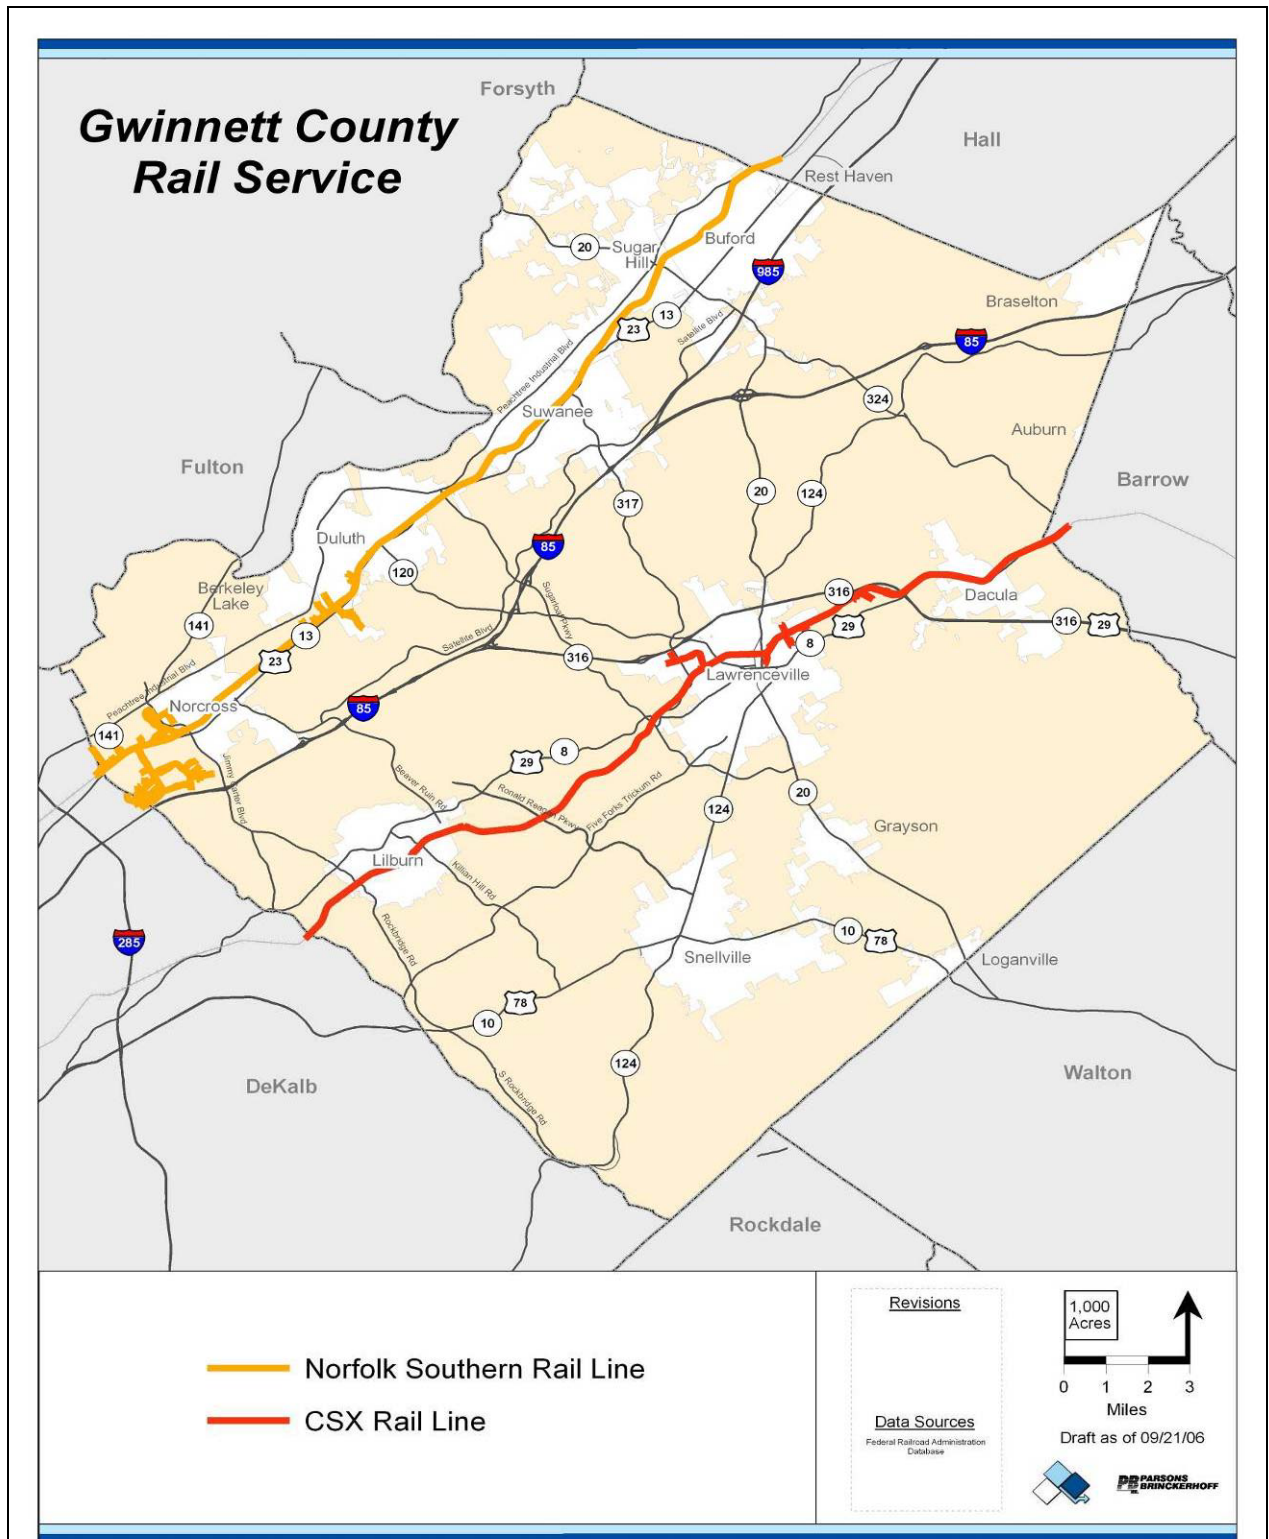 Gwinnett County
Rail Service
Forsyth
Hall
Rest Haven
20
Sugar
Hill
Buford
985
13
23
Satellite Blvd
Braselton
85
Peachtree Industrial Blvd
324
Suwanee
Auburn
Fulton
Barrow
20
124
317
Duluth
85
120
Berkeley
Lake
316
Dacula
141
13
Sugarloaf Pkwy
29
316
29
Satellite Blvd
8
23
316
Peachtree Industrial Blvd
Lawrenceville
Norcross
85
141
8
29
Jimmy Carter Blvd
Beaver Ruin Rd
Ronald Reagan Pkwy
Five Forks Trickum Rd
20
124
Grayson
Lilburn
Killian Hill Rd
285
Rockbridge Rd
10
78
Snellville
Loganville
78
10
124
DeKalb
Walton
S Rockbridge Rd
Rockdale
Norfolk Southern Rail Line
CSX Rail Line
Revisions
Data Sources
Federal Railroad Administration
Database
1,000
Acres
0 1 2 3
Miles
Draft as of 09/21/06
PB PARSONS
BRINCKERHOFF